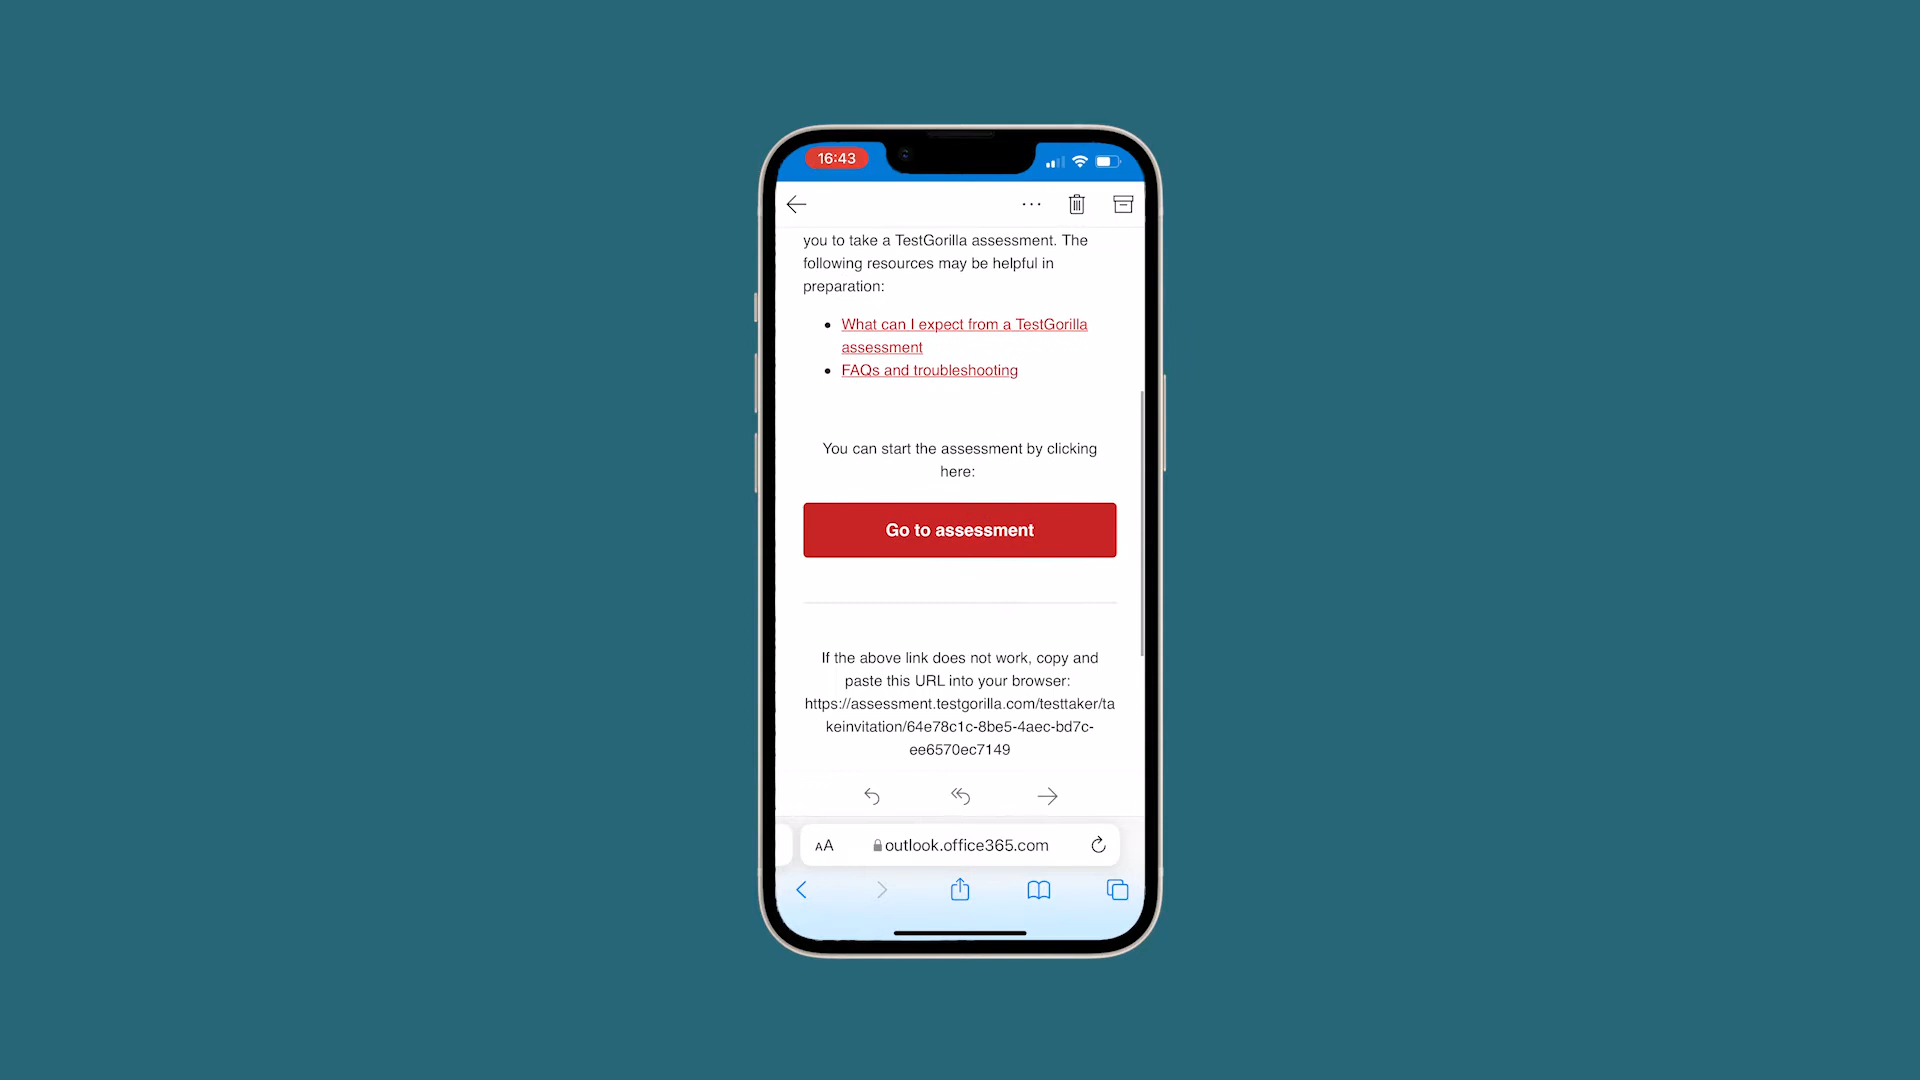 16:43
you to take a TestGorilla assessment. The
following resources may be helpful in
preparation:
• What can I expect from a TestGorilla
assessment
• FAQs and troubleshooting
You can start the assessment by clicking
here:
Go to assessment
If the above link does not work, copy and
paste this URL into your browser:
https://assessment.testgorilla.com/testtaker/ta
keinvitation/64e78c1c-8be5-4aec-bd7c-
ee6570ec7149
AA outlook.office365.com